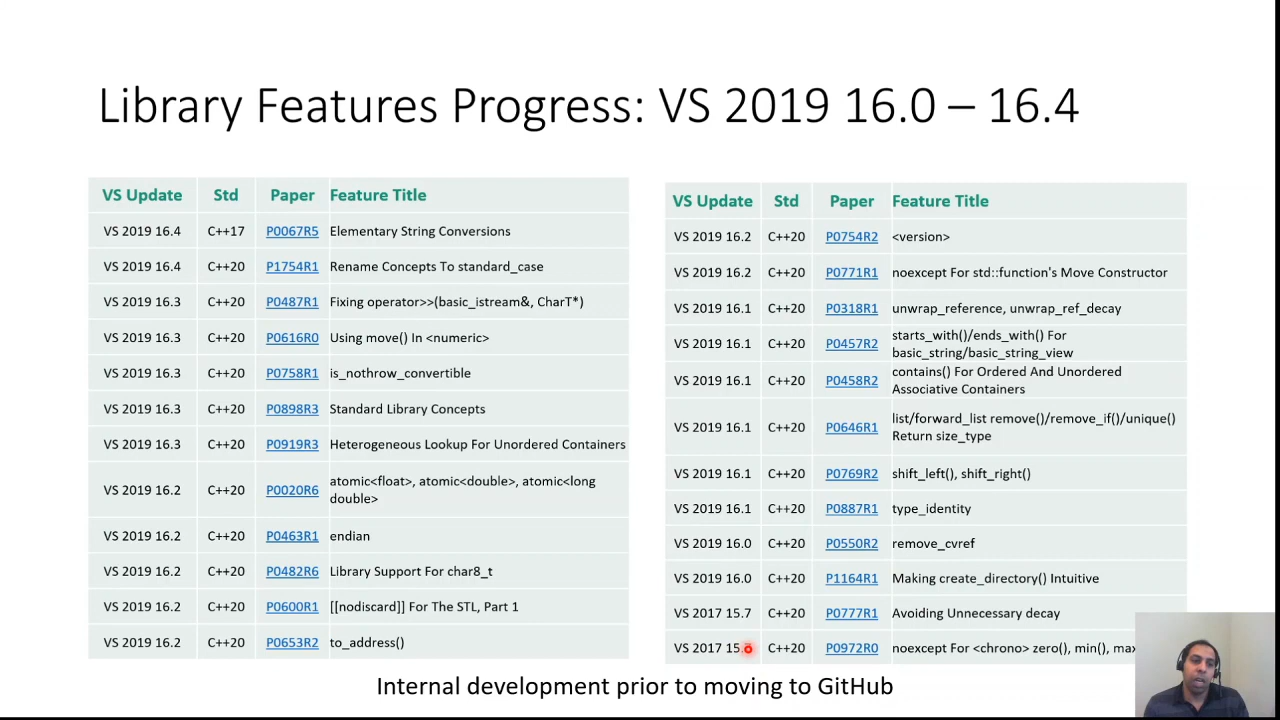 Library Features Progress: VS 2019 16.0 – 16.4
VS Update Std Paper Feature Title
VS 2019 16.4 C++17 P0067R5 Elementary String Conversions
VS 2019 16.4 C++20 P1754R1 Rename Concepts To standard_case
VS 2019 16.3 C++20 P0487R1 Fixing operator>>(basic_istream&, CharT*)
VS 2019 16.3 C++20 P0616R0 Using move() In <numeric>
VS 2019 16.3 C++20 P0758R1 is_nothrow_convertible
VS 2019 16.3 C++20 P0898R3 Standard Library Concepts
VS 2019 16.3 C++20 P0919R3 Heterogeneous Lookup For Unordered Containers
VS 2019 16.2 C++20 P0020R6 atomic<float>, atomic<double>, atomic<long
double>
VS 2019 16.2 C++20 P0463R1 endian
VS 2019 16.2 C++20 P0482R6 Library Support For char8_t
VS 2019 16.2 C++20 P0600R1 [[nodiscard]] For The STL, Part 1
VS 2019 16.2 C++20 P0653R2 to_address()
VS Update Std Paper Feature Title
VS 2019 16.2 C++20 P0754R2 <version>
VS 2019 16.2 C++20 P0771R1 noexcept For std::function's Move Constructor
VS 2019 16.1 C++20 P0318R1 unwrap_reference, unwrap_ref_decay
VS 2019 16.1 C++20 P0457R2 starts_with()/ends_with() For
basic_string/basic_string_view
VS 2019 16.1 C++20 P0458R2 contains() For Ordered And Unordered
Associative Containers
VS 2019 16.1 C++20 P0646R1 list/forward_list remove()/remove_if()/unique()
Return size_type
VS 2019 16.1 C++20 P0769R2 shift_left(), shift_right()
VS 2019 16.1 C++20 P0887R1 type_identity
VS 2019 16.0 C++20 P0550R2 remove_cvref
VS 2019 16.0 C++20 P1164R1 Making create_directory() Intuitive
VS 2017 15.7 C++20 P0777R1 Avoiding Unnecessary decay
VS 2017 C++20 P0972R0 noexcept For <chrono> zero(), min(), max
Internal development prior to moving to GitHub